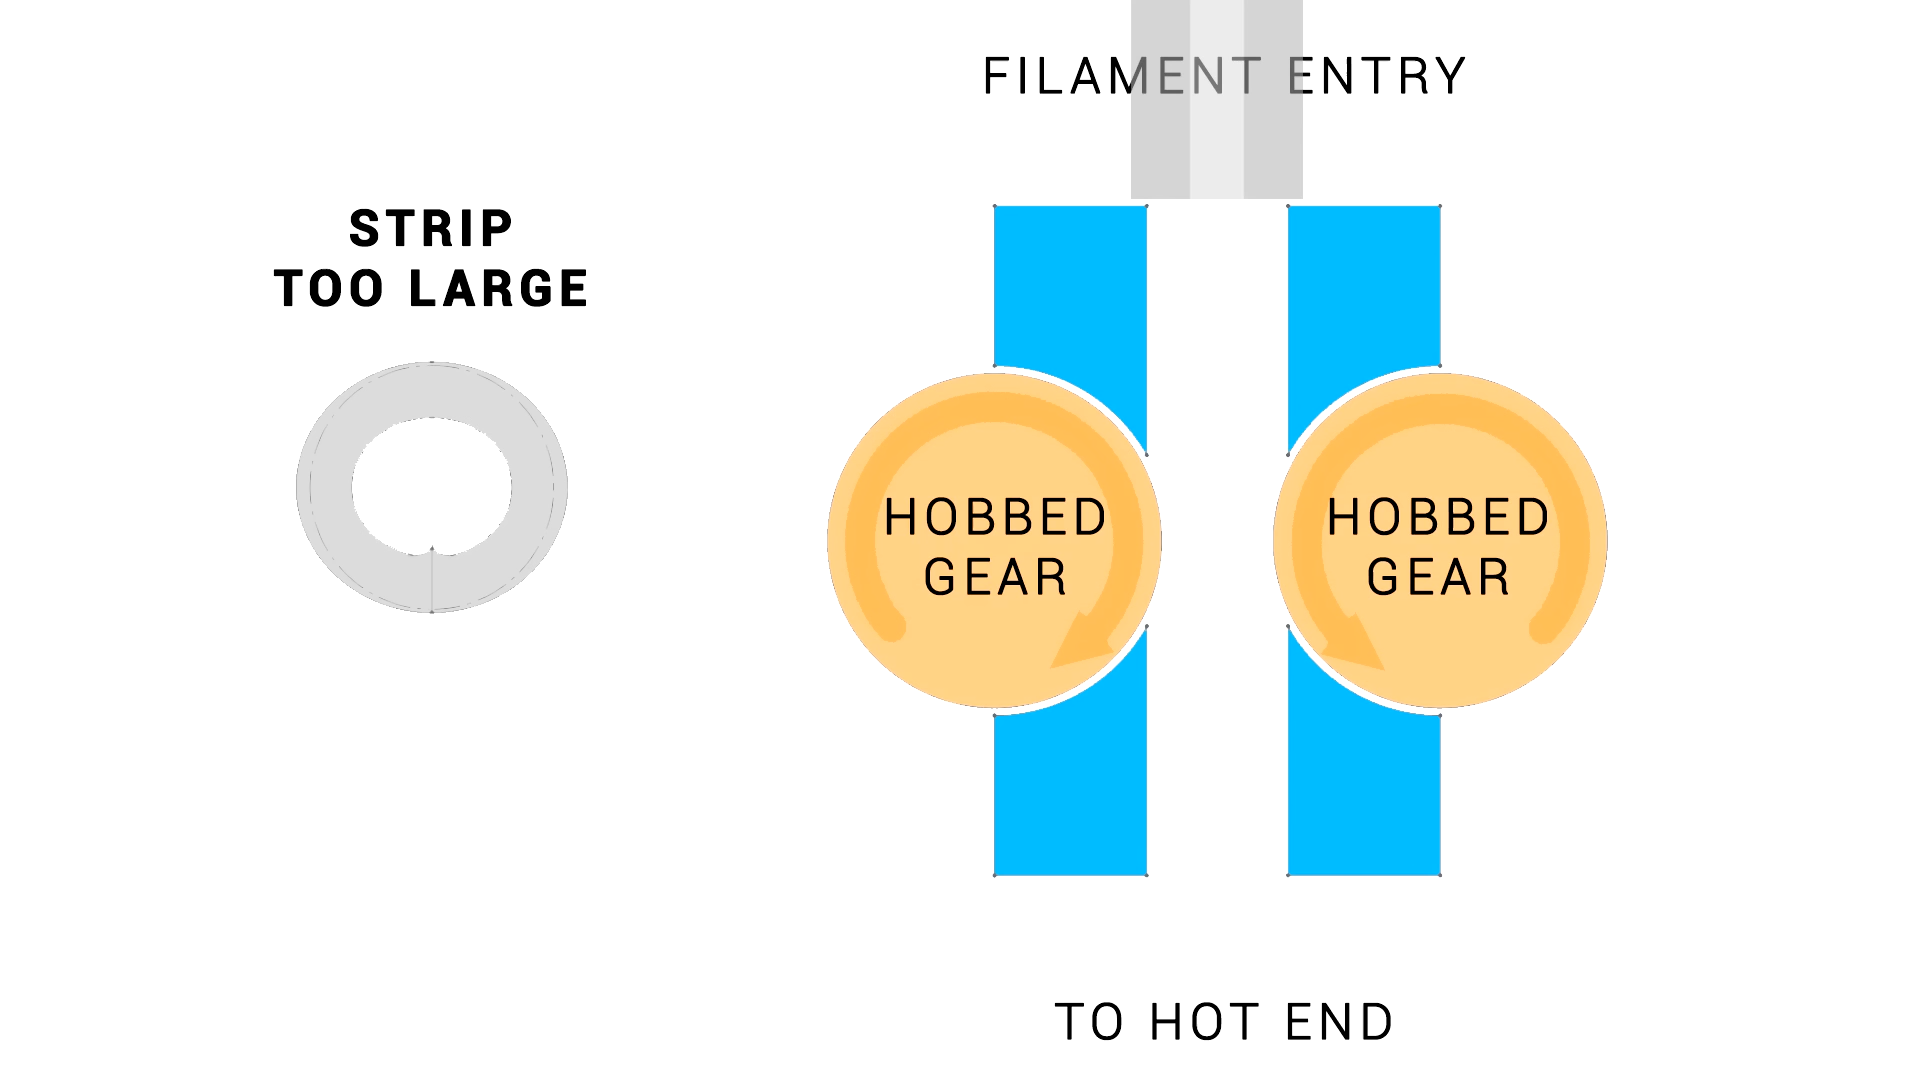 FILAMENT ENTRY
STRIP
TOO LARGE
HOBBED
GEAR
HOBBED
GEAR
TO HOT END